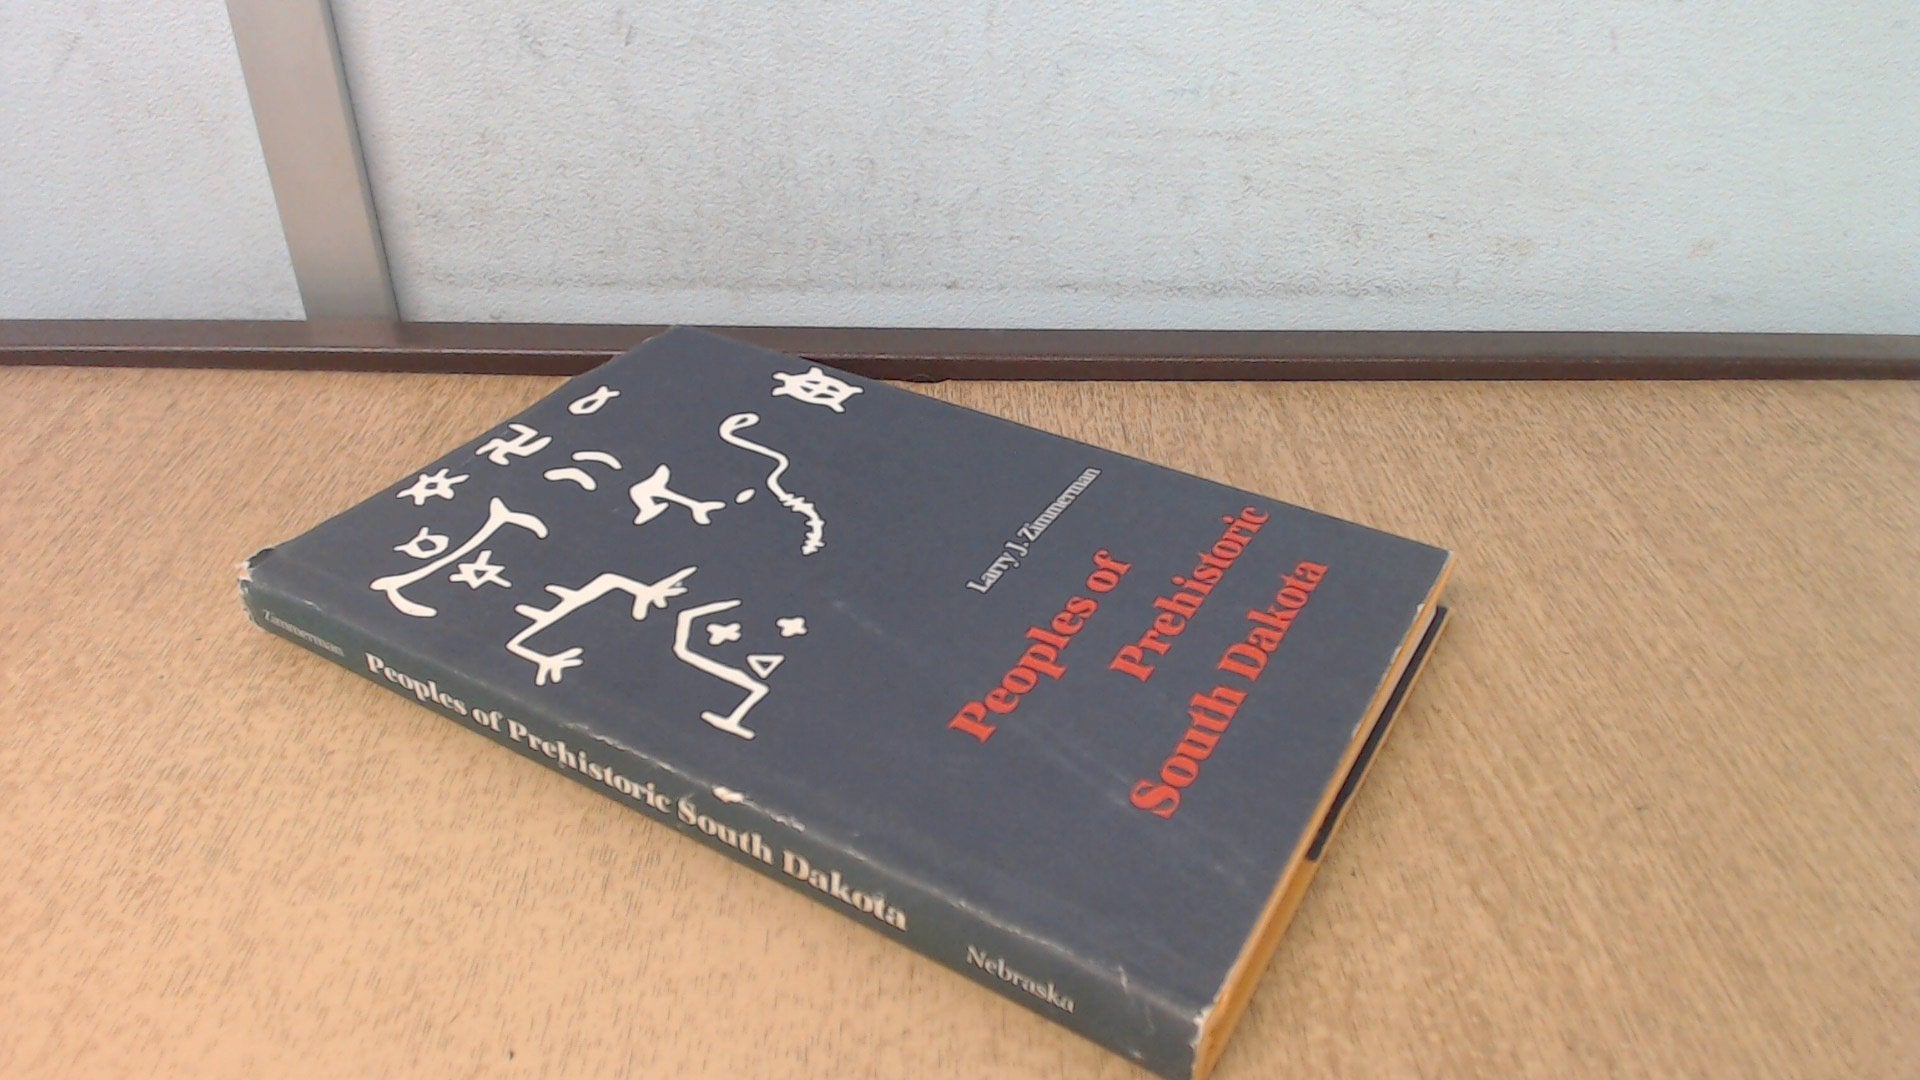 Larry J. Zimmerman
Peoples of
Prehistoric
South Dakota
Zimmerman
Peoples of Prehistoric South Dakota
Nebraska